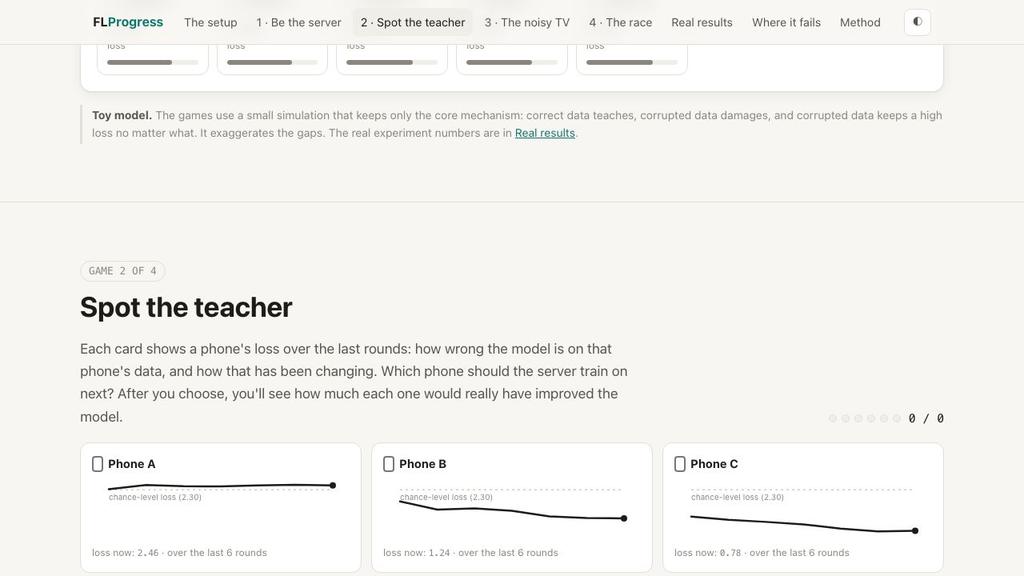 FLProgress The setup 1 · Be the server 2 · Spot the teacher 3 · The noisy TV 4 · The race Real results Where it fails Method
loss loss loss loss loss
Toy model. The games use a small simulation that keeps only the core mechanism: correct data teaches, corrupted data damages, and corrupted data keeps a high
loss no matter what. It exaggerates the gaps. The real experiment numbers are in Real results.
GAME 2 OF 4
Spot the teacher
Each card shows a phone's loss over the last rounds: how wrong the model is on that
phone's data, and how that has been changing. Which phone should the server train on
next? After you choose, you'll see how much each one would really have improved the
model.
0 / 0
Phone A
chance-level loss (2.30)
loss now: 2.46 · over the last 6 rounds
Phone B
chance-level loss (2.30)
loss now: 1.24 · over the last 6 rounds
Phone C
chance-level loss (2.30)
loss now: 0.78 · over the last 6 rounds